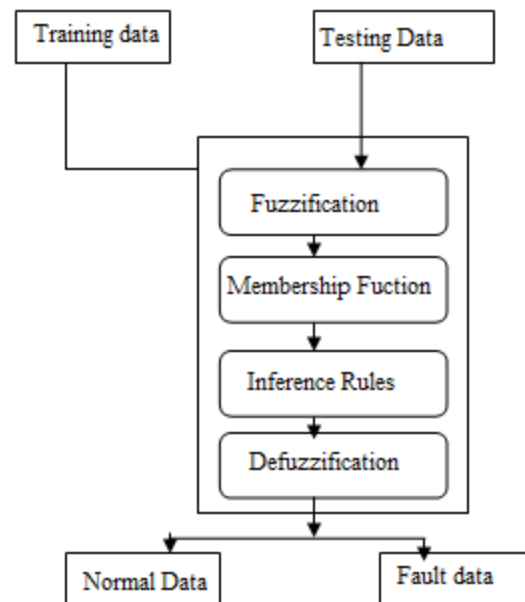 Training data
Testing Data
Fuzzification
Membership Fuction
Inference Rules
Defuzzification
Normal Data
Fault data